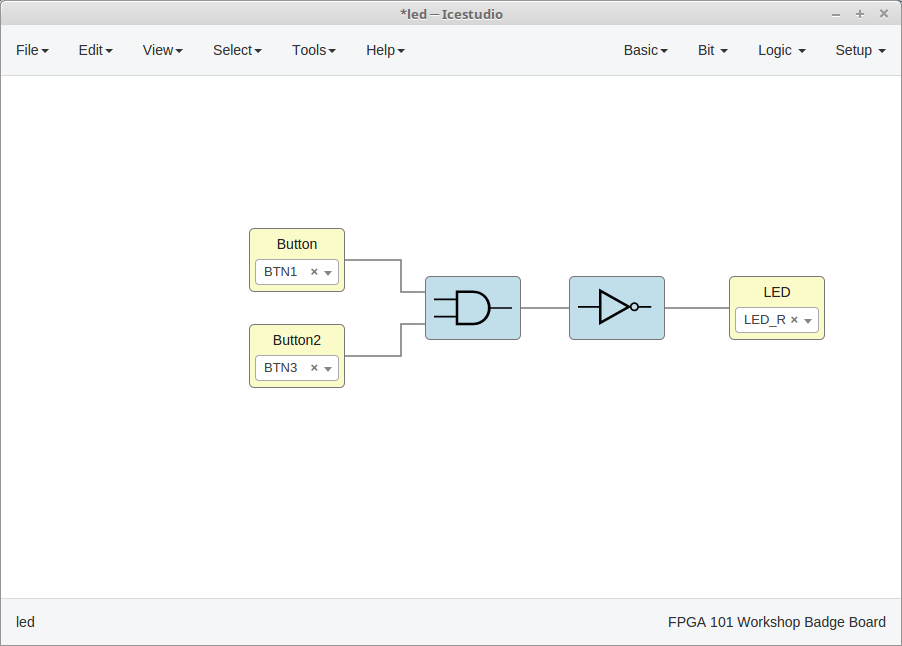 *led — Icestudio
File Edit View Select Tools Help Basic Bit Logic Setup
Button
BTN1
Button2
BTN3
LED
LED_R
led
FPGA 101 Workshop Badge Board